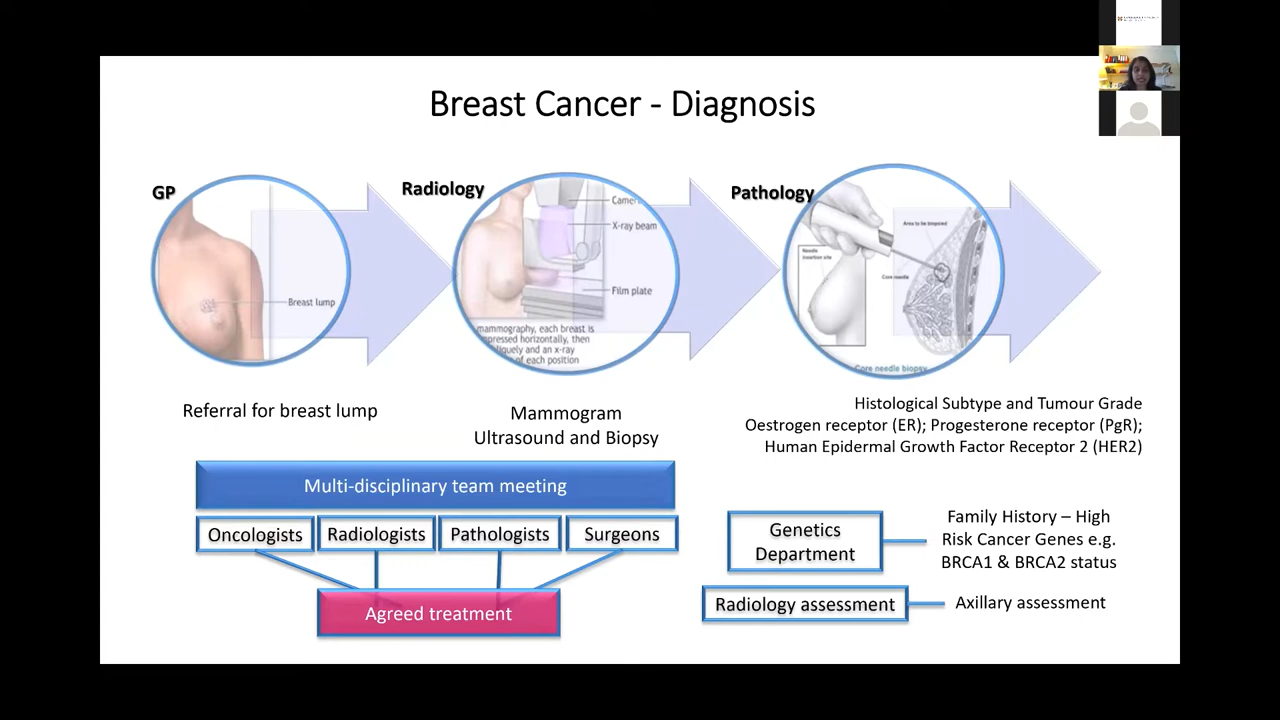 Breast Cancer - Diagnosis
GP
Breast lump
Referral for breast lump
Radiology
Camer
X-ray beam
Film plate
mammography, each breast is
pressed horizontally, then
liquely and an x-ray
of each position
Mammogram
Ultrasound and Biopsy
Pathology
Area to be biopsied
Needle
insertion site
Core needle
Core needle biopsy
Histological Subtype and Tumour Grade
Oestrogen receptor (ER); Progesterone receptor (PgR);
Human Epidermal Growth Factor Receptor 2 (HER2)
Multi-disciplinary team meeting
Oncologists
Radiologists
Pathologists
Surgeons
Agreed treatment
Genetics
Department
Family History – High
Risk Cancer Genes e.g.
BRCA1 & BRCA2 status
Radiology assessment
Axillary assessment